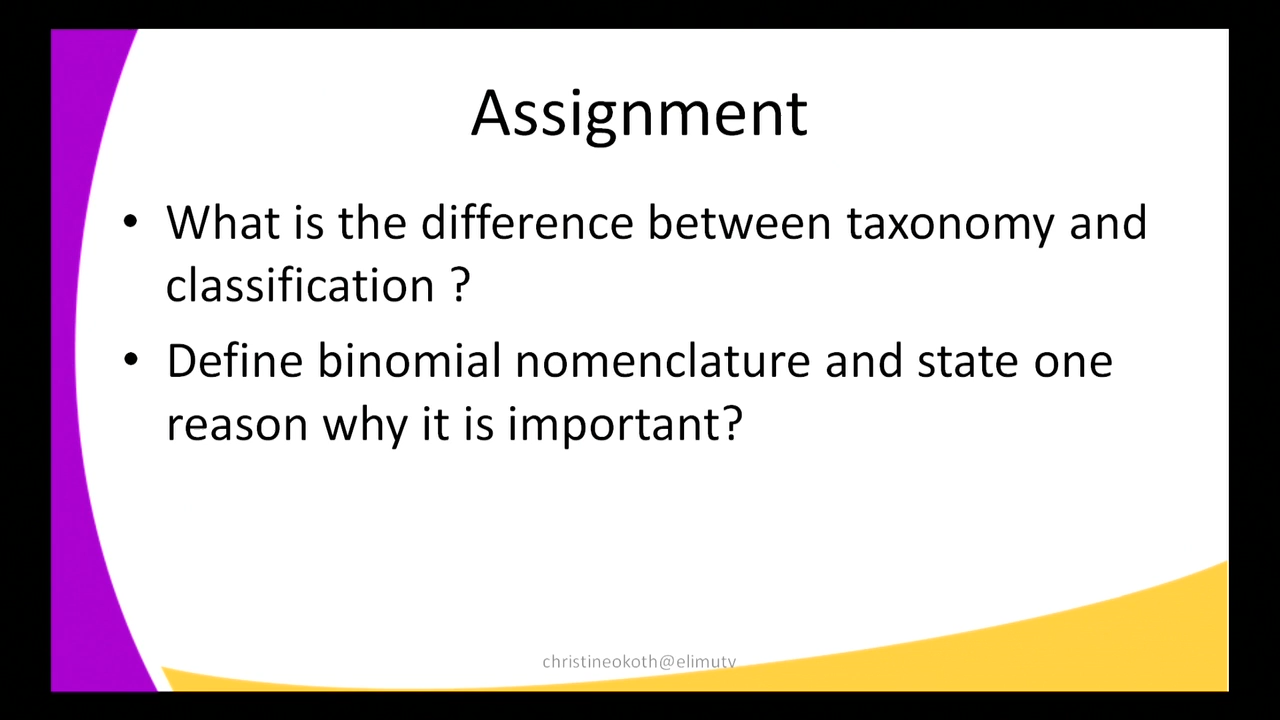 Assignment
• What is the difference between taxonomy and
classification ?
• Define binomial nomenclature and state one
reason why it is important?
christineokoth@elimutv